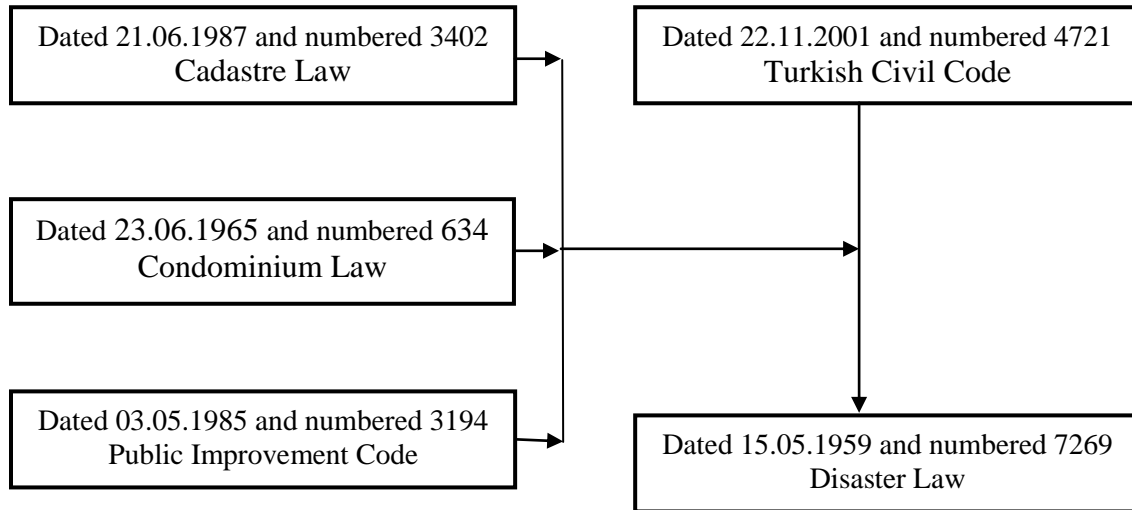 Dated 21.06.1987 and numbered 3402
Cadastre Law
Dated 22.11.2001 and numbered 4721
Turkish Civil Code
Dated 23.06.1965 and numbered 634
Condominium Law
Dated 03.05.1985 and numbered 3194
Public Improvement Code
Dated 15.05.1959 and numbered 7269
Disaster Law